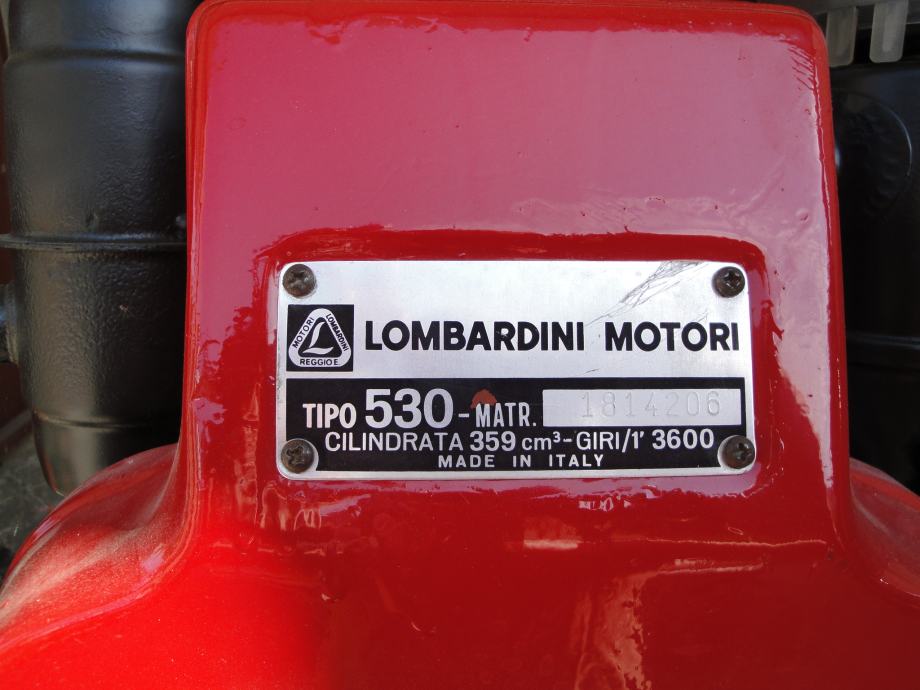 MOTORI LOMBARDINI
REGGIO E.
LOMBARDINI MOTORI
TIPO 530-MATR. 1814206
CILINDRATA 359 cm³-GIRI/1' 3600
MADE IN ITALY